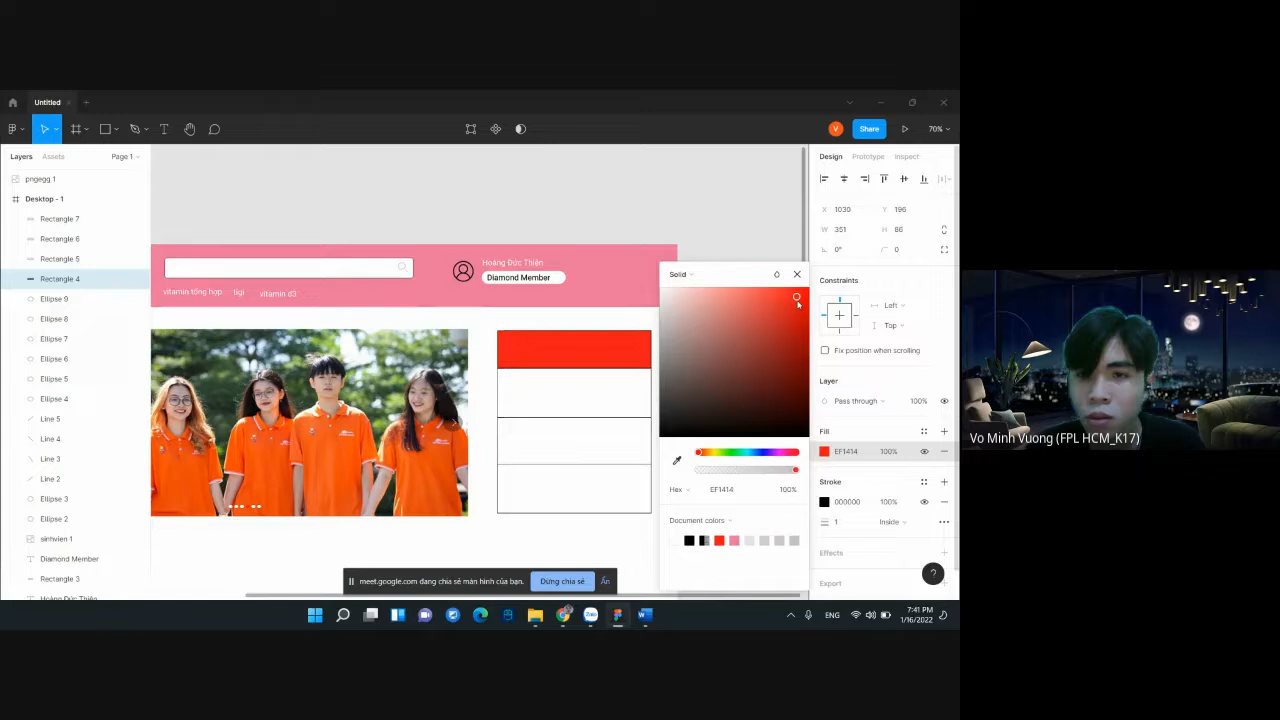 Untitled
Share
70%
Layers
Assets
Page 1
pngegg 1
Desktop - 1
Rectangle 7
Rectangle 6
Rectangle 5
Rectangle 4
Ellipse 9
Ellipse 8
Ellipse 7
Ellipse 6
Ellipse 5
Ellipse 4
Line 5
Line 4
Line 3
Line 2
Ellipse 3
Ellipse 2
sinhvien 1
Diamond Member
Rectangle 3
Hoàng Đức Thiện
Hoàng Đức Thiện
Diamond Member
vitamin tổng hợp
tigi
vitamin d3
Solid
Hex
EF1414
100%
Document colors
Design
Prototype
Inspect
X 1030
Y 196
W 351
H 86
0°
0
Constraints
Left
Top
Fix position when scrolling
Layer
Pass through
100%
Fill
EF1414 100%
Stroke
000000 100%
1
Inside
Effects
Export
?
meet.google.com đang chia sẻ màn hình của bạn.
Dừng chia sẻ
Ẩn
ENG
7:41 PM
1/16/2022
Vo Minh Vuong (FPL HCM_K17)
V